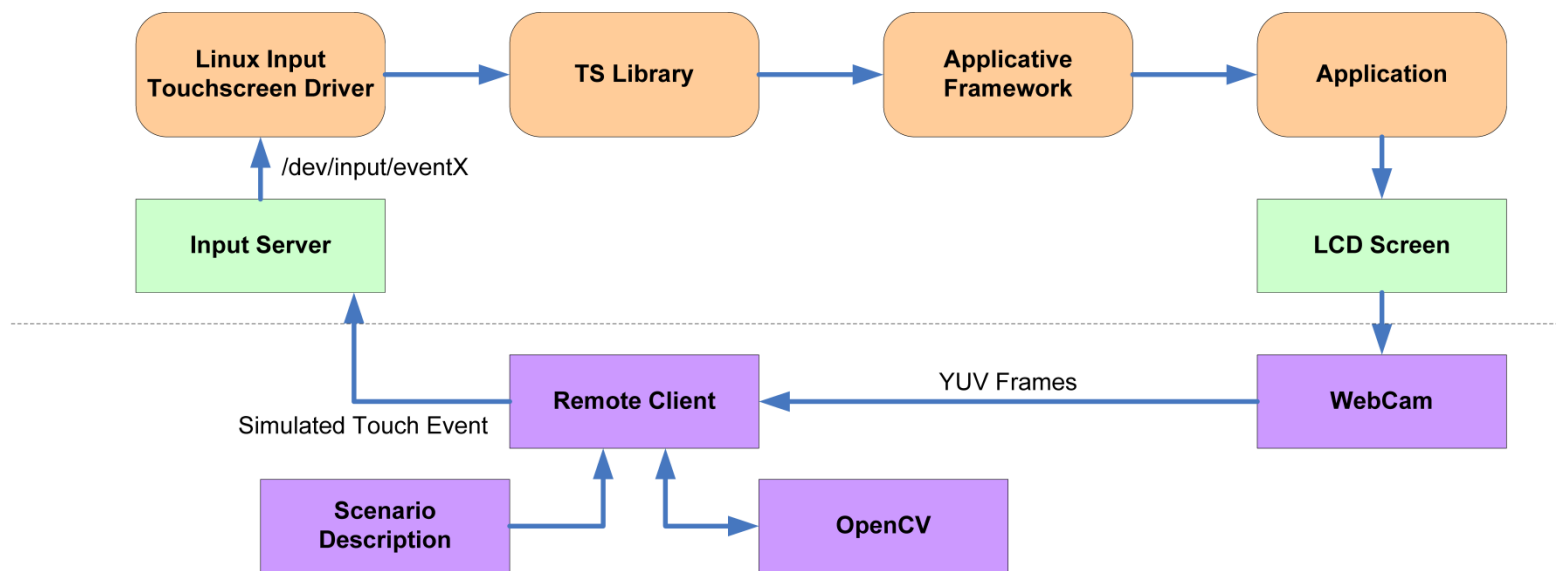 Linux Input
Touchscreen Driver
TS Library
Applicative
Framework
Application
/dev/input/eventX
Input Server
LCD Screen
Remote Client
YUV Frames
WebCam
Simulated Touch Event
Scenario
Description
OpenCV